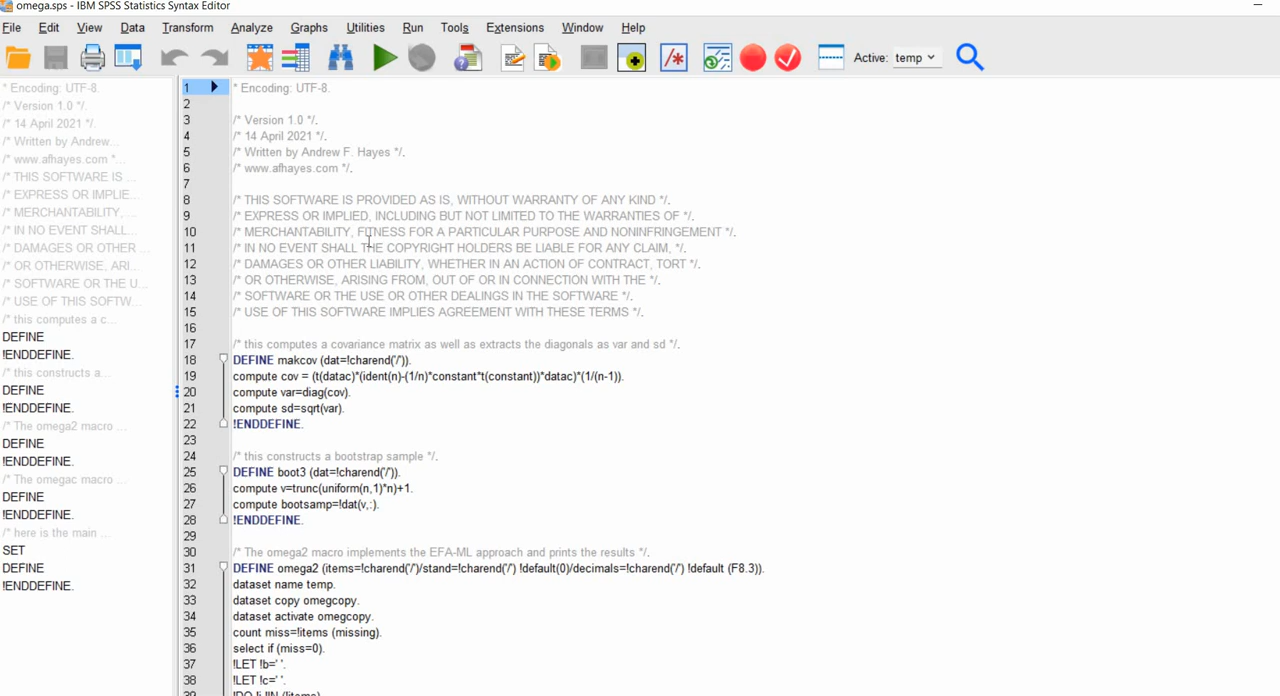 omega.sps - IBM SPSS Statistics Syntax Editor
File Edit View Data Transform Analyze Graphs Utilities Run Tools Extensions Window Help
Active: temp
* Encoding: UTF-8.
/* Version 1.0 */.
/* 14 April 2021 */.
/* Written by Andrew...
/* www.afhayes.com *...
/* THIS SOFTWARE IS ...
/* EXPRESS OR IMPLIE...
/* MERCHANTABILITY, ...
/* IN NO EVENT SHALL...
/* DAMAGES OR OTHER ...
/* OR OTHERWISE, ARI...
/* SOFTWARE OR THE U...
/* USE OF THIS SOFTW...
/* this computes a c...
DEFINE
!ENDDEFINE.
/* this constructs a...
DEFINE
!ENDDEFINE.
/* The omega2 macro ...
DEFINE
!ENDDEFINE.
/* The omegac macro ...
DEFINE
!ENDDEFINE.
/* here is the main ...
SET
DEFINE
!ENDDEFINE.
1 * Encoding: UTF-8.
2
3 /* Version 1.0 */.
4 /* 14 April 2021 */.
5 /* Written by Andrew F. Hayes */.
6 /* www.afhayes.com */.
7
8 /* THIS SOFTWARE IS PROVIDED AS IS, WITHOUT WARRANTY OF ANY KIND */.
9 /* EXPRESS OR IMPLIED, INCLUDING BUT NOT LIMITED TO THE WARRANTIES OF */.
10 /* MERCHANTABILITY, FITNESS FOR A PARTICULAR PURPOSE AND NONINFRINGEMENT */.
11 /* IN NO EVENT SHALL THE COPYRIGHT HOLDERS BE LIABLE FOR ANY CLAIM, */.
12 /* DAMAGES OR OTHER LIABILITY, WHETHER IN AN ACTION OF CONTRACT, TORT */.
13 /* OR OTHERWISE, ARISING FROM, OUT OF OR IN CONNECTION WITH THE */.
14 /* SOFTWARE OR THE USE OR OTHER DEALINGS IN THE SOFTWARE */.
15 /* USE OF THIS SOFTWARE IMPLIES AGREEMENT WITH THESE TERMS */.
16
17 /* this computes a covariance matrix as well as extracts the diagonals as var and sd */.
18 DEFINE makcov (dat=!charend('/')).
19 compute cov = (t(datac)*(ident(n)-(1/n)*constant*t(constant))*datac)*(1/(n-1)).
20 compute var=diag(cov).
21 compute sd=sqrt(var).
22 !ENDDEFINE.
23
24 /* this constructs a bootstrap sample */.
25 DEFINE boot3 (dat=!charend('/')).
26 compute v=trunc(uniform(n,1)*n)+1.
27 compute bootsamp=!dat(v,:).
28 !ENDDEFINE.
29
30 /* The omega2 macro implements the EFA-ML approach and prints the results */.
31 DEFINE omega2 (items=!charend('/')/stand=!charend('/') !default(0)/decimals=!charend('/') !default (F8.3)).
32 dataset name temp.
33 dataset copy omegcopy.
34 dataset activate omegcopy.
35 count miss=!items (missing).
36 select if (miss=0).
37 !LET !b=' '.
38 !LET !c=' '.
39 !DO !i !IN (!items)